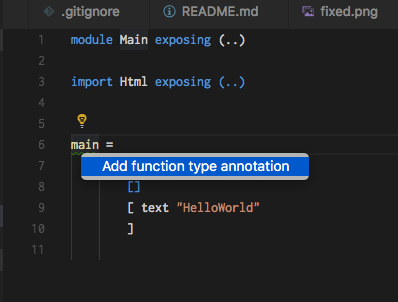 .gitignore README.md fixed.png
1 module Main exposing (..)
2
3 import Html exposing (..)
4
5
6 main =
Add function type annotation
8 []
9 [ text "HelloWorld"
10 ]
11